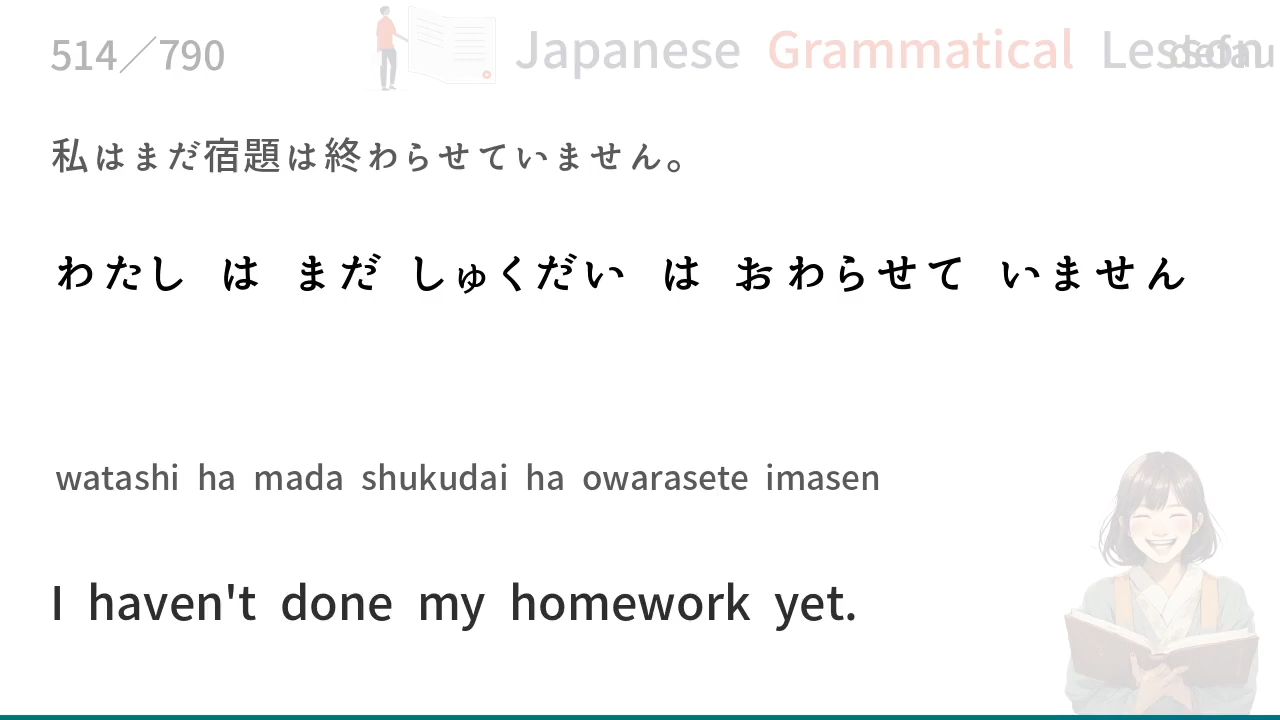 514／790
Japanese Grammatical Lesson
defau
私はまだ宿題は終わらせていません。
わたし は まだ しゅくだい は おわらせて いません
watashi ha mada shukudai ha owarasete imasen
I haven't done my homework yet.